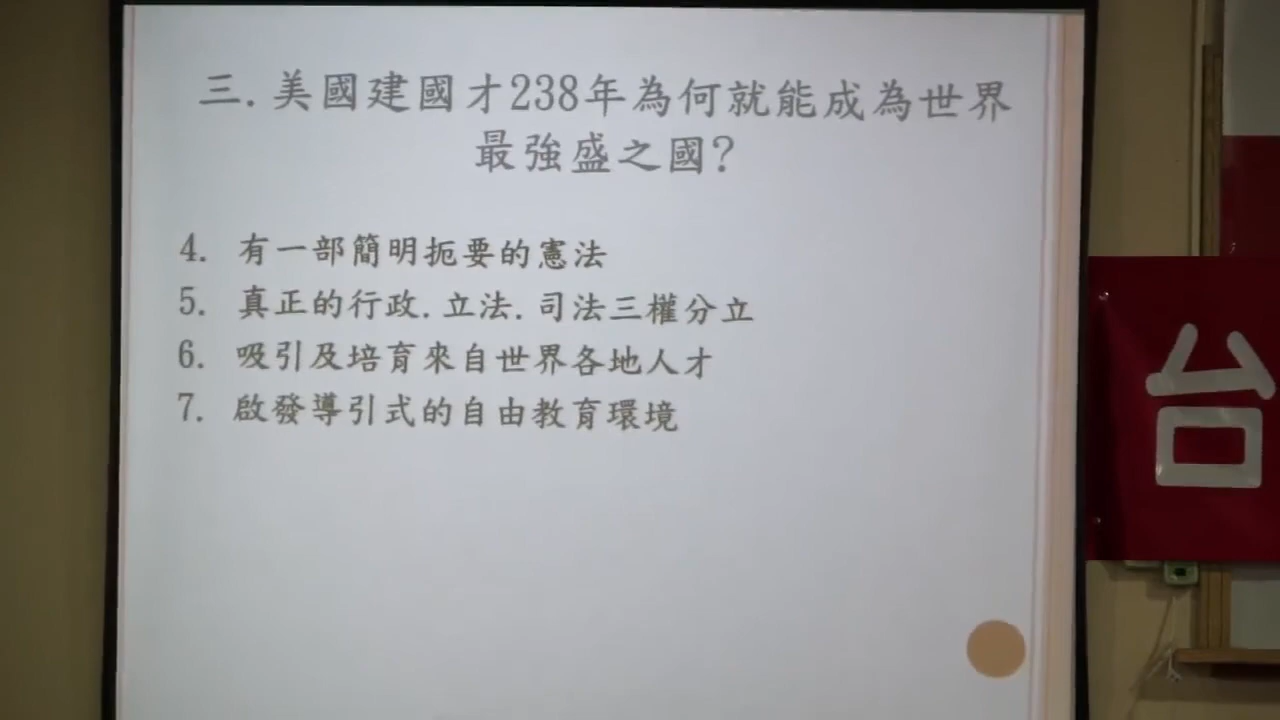 三.美國建國才238年為何就能成為世界
最強盛之國?
4. 有一部簡明扼要的憲法
5. 真正的行政.立法.司法三權分立
6. 吸引及培育來自世界各地人才
7. 啟發導引式的自由教育環境
台